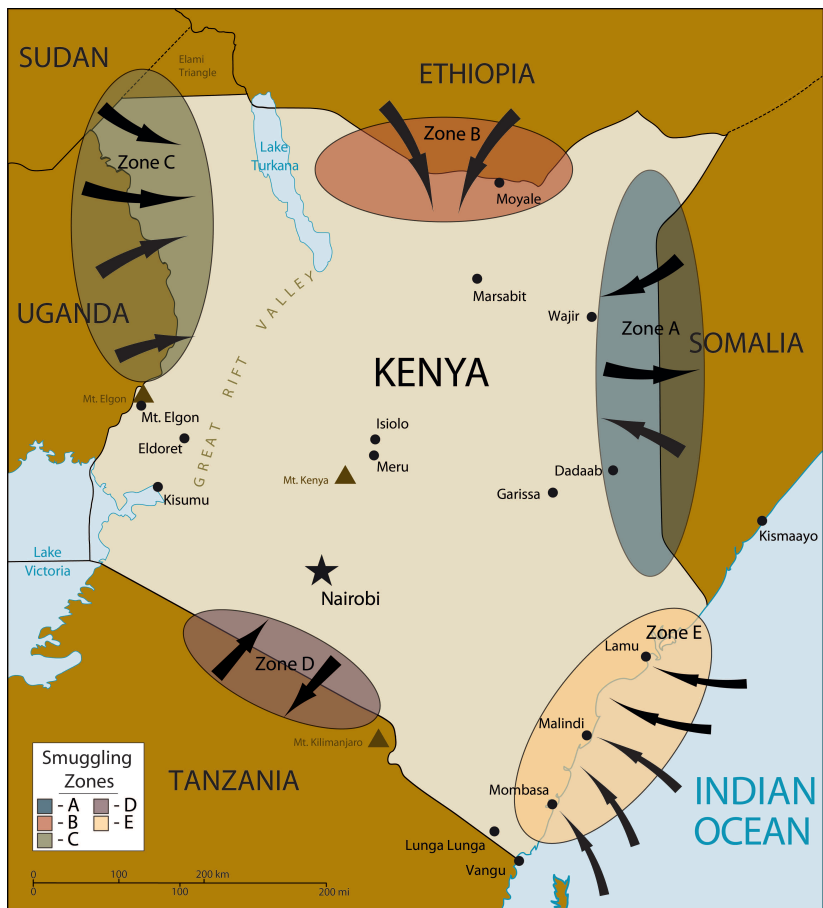 SUDAN
Elami
Triangle
ETHIOPIA
Zone B
Zone C
Lake
Turkana
Moyale
Marsabit
UGANDA
Wajir
Zone A
SOMALIA
GREAT RIFT VALLEY
KENYA
Mt. Elgon
Mt. Elgon
Eldoret
Isiolo
Meru
Mt. Kenya
Dadaab
Garissa
Kisumu
Kismaayo
Lake
Victoria
Nairobi
Zone E
Lamu
Zone D
Malindi
Mt. Kilimanjaro
TANZANIA
Mombasa
INDIAN
OCEAN
Lunga Lunga
Vangu
Smuggling
Zones
- A - D
- B - E
- C
0 100 200 km
0 100 200 mi